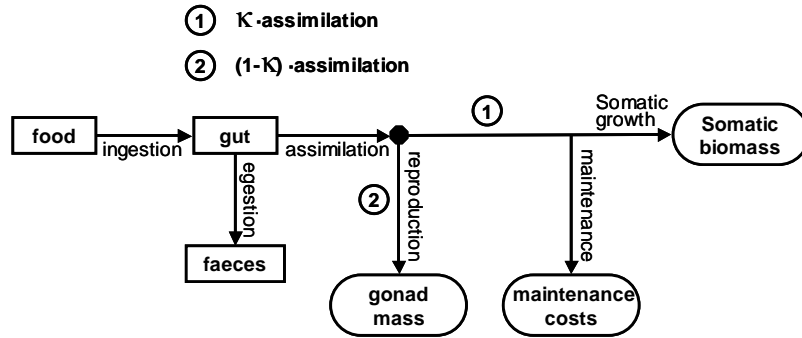 1 κ·assimilation
2 (1-κ)·assimilation
food
ingestion
gut
assimilation
1
Somatic
growth
Somatic
biomass
egestion
2
reproduction
maintenance
faeces
gonad
mass
maintenance
costs